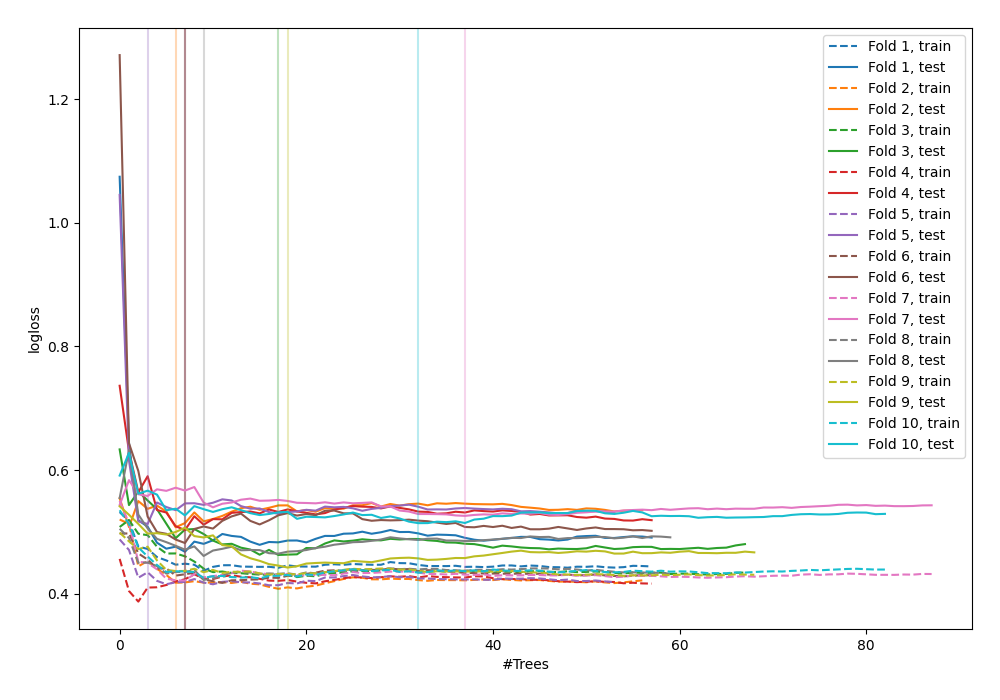 1.2
1.0
0.8
0.6
0.4
logloss
0
20
40
60
80
#Trees
Fold 1, train
Fold 1, test
Fold 2, train
Fold 2, test
Fold 3, train
Fold 3, test
Fold 4, train
Fold 4, test
Fold 5, train
Fold 5, test
Fold 6, train
Fold 6, test
Fold 7, train
Fold 7, test
Fold 8, train
Fold 8, test
Fold 9, train
Fold 9, test
Fold 10, train
Fold 10, test